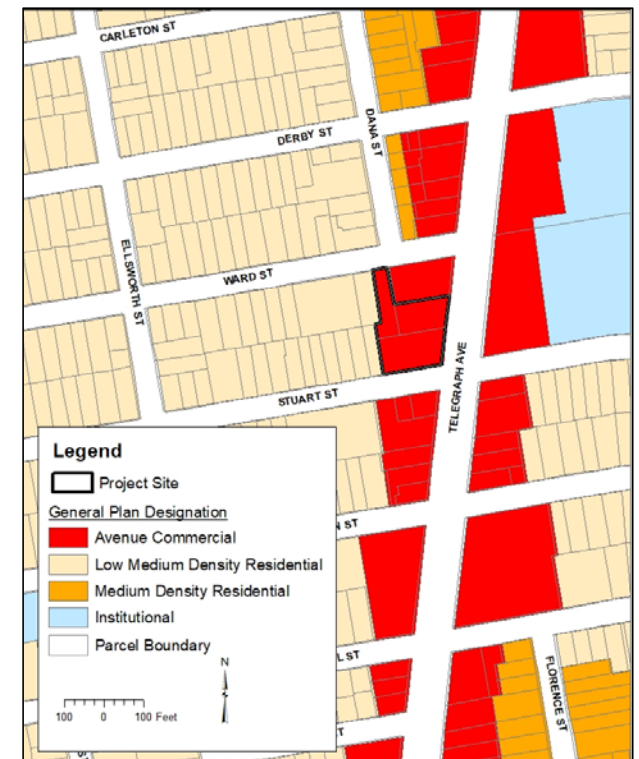 CARLETON ST
DANA ST
DERBY ST
ELLSWORTH ST
WARD ST
TELEGRAPH AVE
STUART ST
Legend
Project Site
General Plan Designation
Avenue Commercial
Low Medium Density Residential
Medium Density Residential
Institutional
Parcel Boundary
N
100 0 100 Feet
N ST
L ST
FLORENCE ST